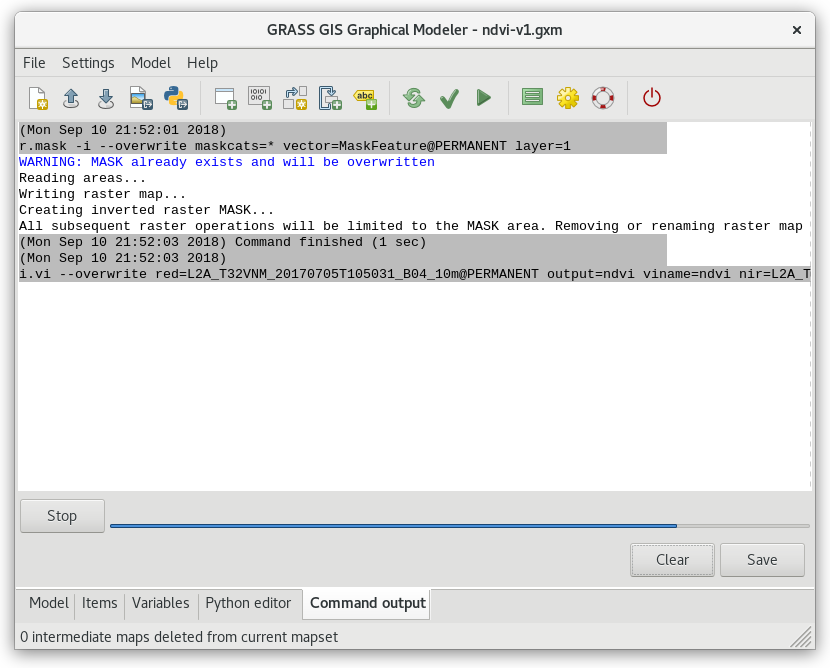 GRASS GIS Graphical Modeler - ndvi-v1.gxm
File Settings Model Help
IOIOI
OIO
abc
(Mon Sep 10 21:52:01 2018)
r.mask -i --overwrite maskcats=* vector=MaskFeature@PERMANENT layer=1
WARNING: MASK already exists and will be overwritten
Reading areas...
Writing raster map...
Creating inverted raster MASK...
All subsequent raster operations will be limited to the MASK area. Removing or renaming raster map
(Mon Sep 10 21:52:03 2018) Command finished (1 sec)
(Mon Sep 10 21:52:03 2018)
i.vi --overwrite red=L2A_T32VNM_20170705T105031_B04_10m@PERMANENT output=ndvi viname=ndvi nir=L2A_T
Stop
Clear Save
Model Items Variables Python editor Command output
0 intermediate maps deleted from current mapset